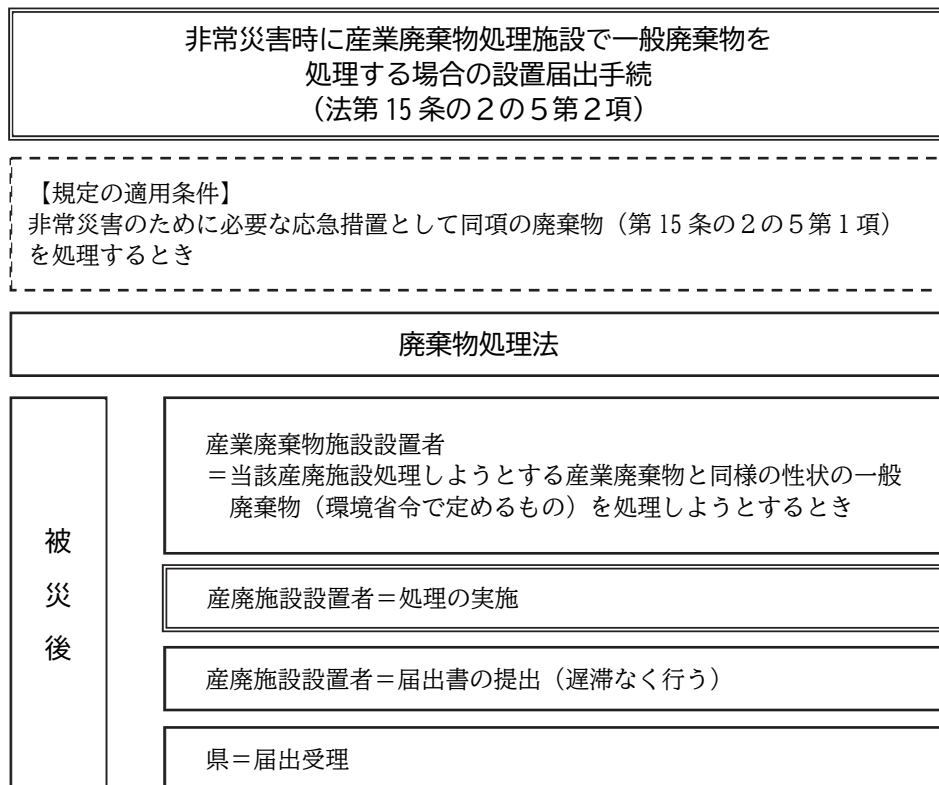 非常災害時に産業廃棄物処理施設で一般廃棄物を
処理する場合の設置届出手続
（法第 15 条の２の５第２項）
【規定の適用条件】
非常災害のために必要な応急措置として同項の廃棄物（第 15 条の２の５第１項）
を処理するとき
廃棄物処理法
被
災
後
産業廃棄物施設設置者
＝当該産廃施設処理しようとする産業廃棄物と同様の性状の一般
廃棄物（環境省令で定めるもの）を処理しようとするとき
産廃施設設置者＝処理の実施
産廃施設設置者＝届出書の提出（遅滞なく行う）
県＝届出受理